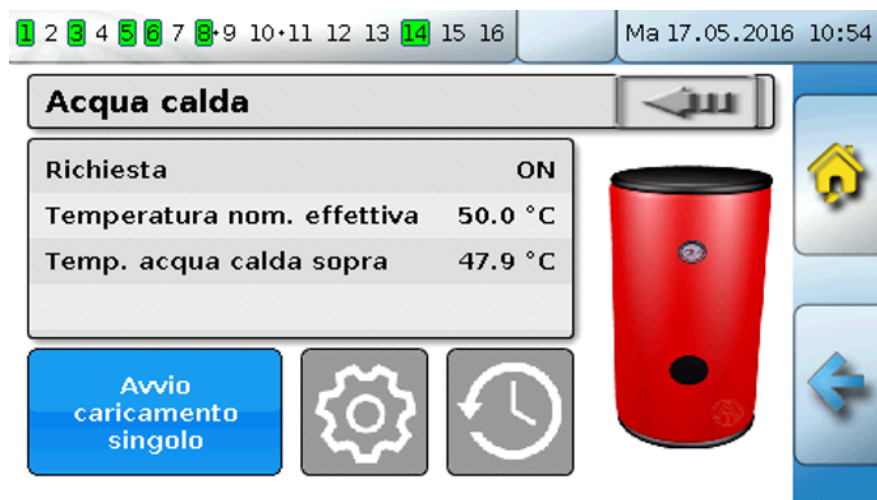 1 2 3 4 5 6 7 8·9 10·11 12 13 14 15 16 Ma 17.05.2016 10:54
Acqua calda
Richiesta ON
Temperatura nom. effettiva 50.0 °C
Temp. acqua calda sopra 47.9 °C
Avvio
caricamento
singolo